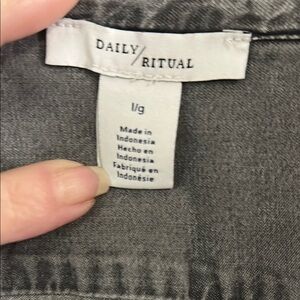 DAILY/RITUAL
l/g
Made in
Indonesia
Hecho en
Indonesia
Fabriqué en
Indonésie